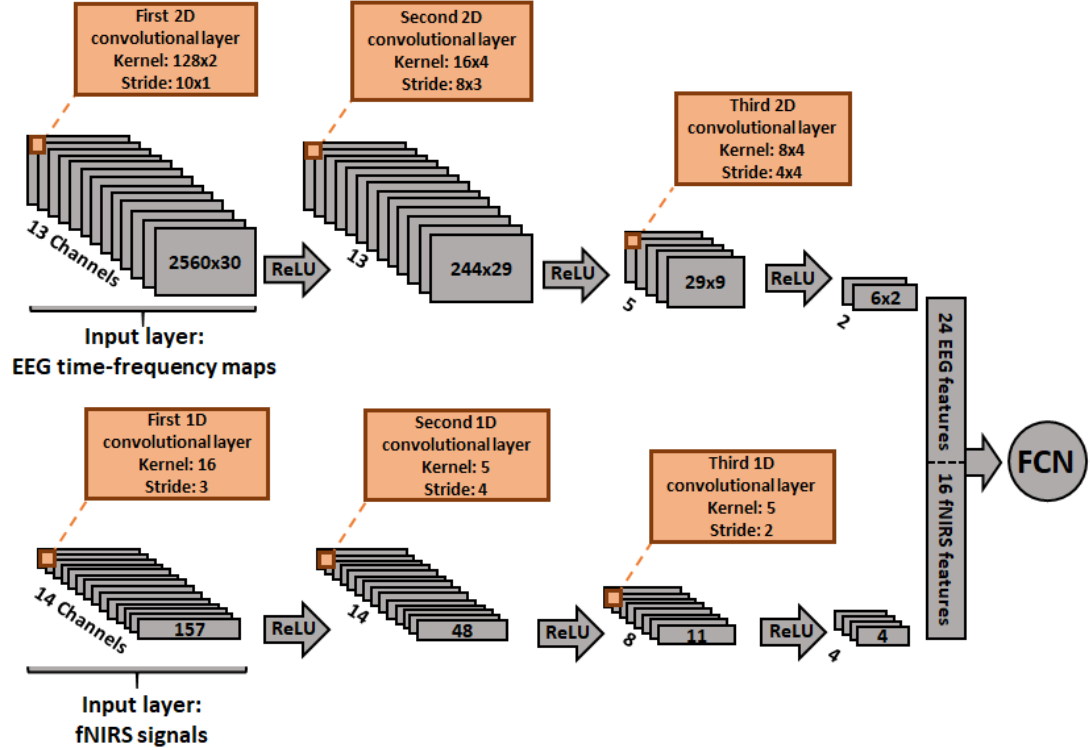 First 2D
convolutional layer
Kernel: 128x2
Stride: 10x1
Second 2D
convolutional layer
Kernel: 16x4
Stride: 8x3
Third 2D
convolutional layer
Kernel: 8x4
Stride: 4x4
13 Channels
2560x30
ReLU
13
244x29
ReLU
5
29x9
ReLU
2
6x2
Input layer:
EEG time-frequency maps
First 1D
convolutional layer
Kernel: 16
Stride: 3
Second 1D
convolutional layer
Kernel: 5
Stride: 4
Third 1D
convolutional layer
Kernel: 5
Stride: 2
14 Channels
157
ReLU
14
48
ReLU
8
11
ReLU
4
4
Input layer:
fNIRS signals
24 EEG features
16 fNIRS features
FCN